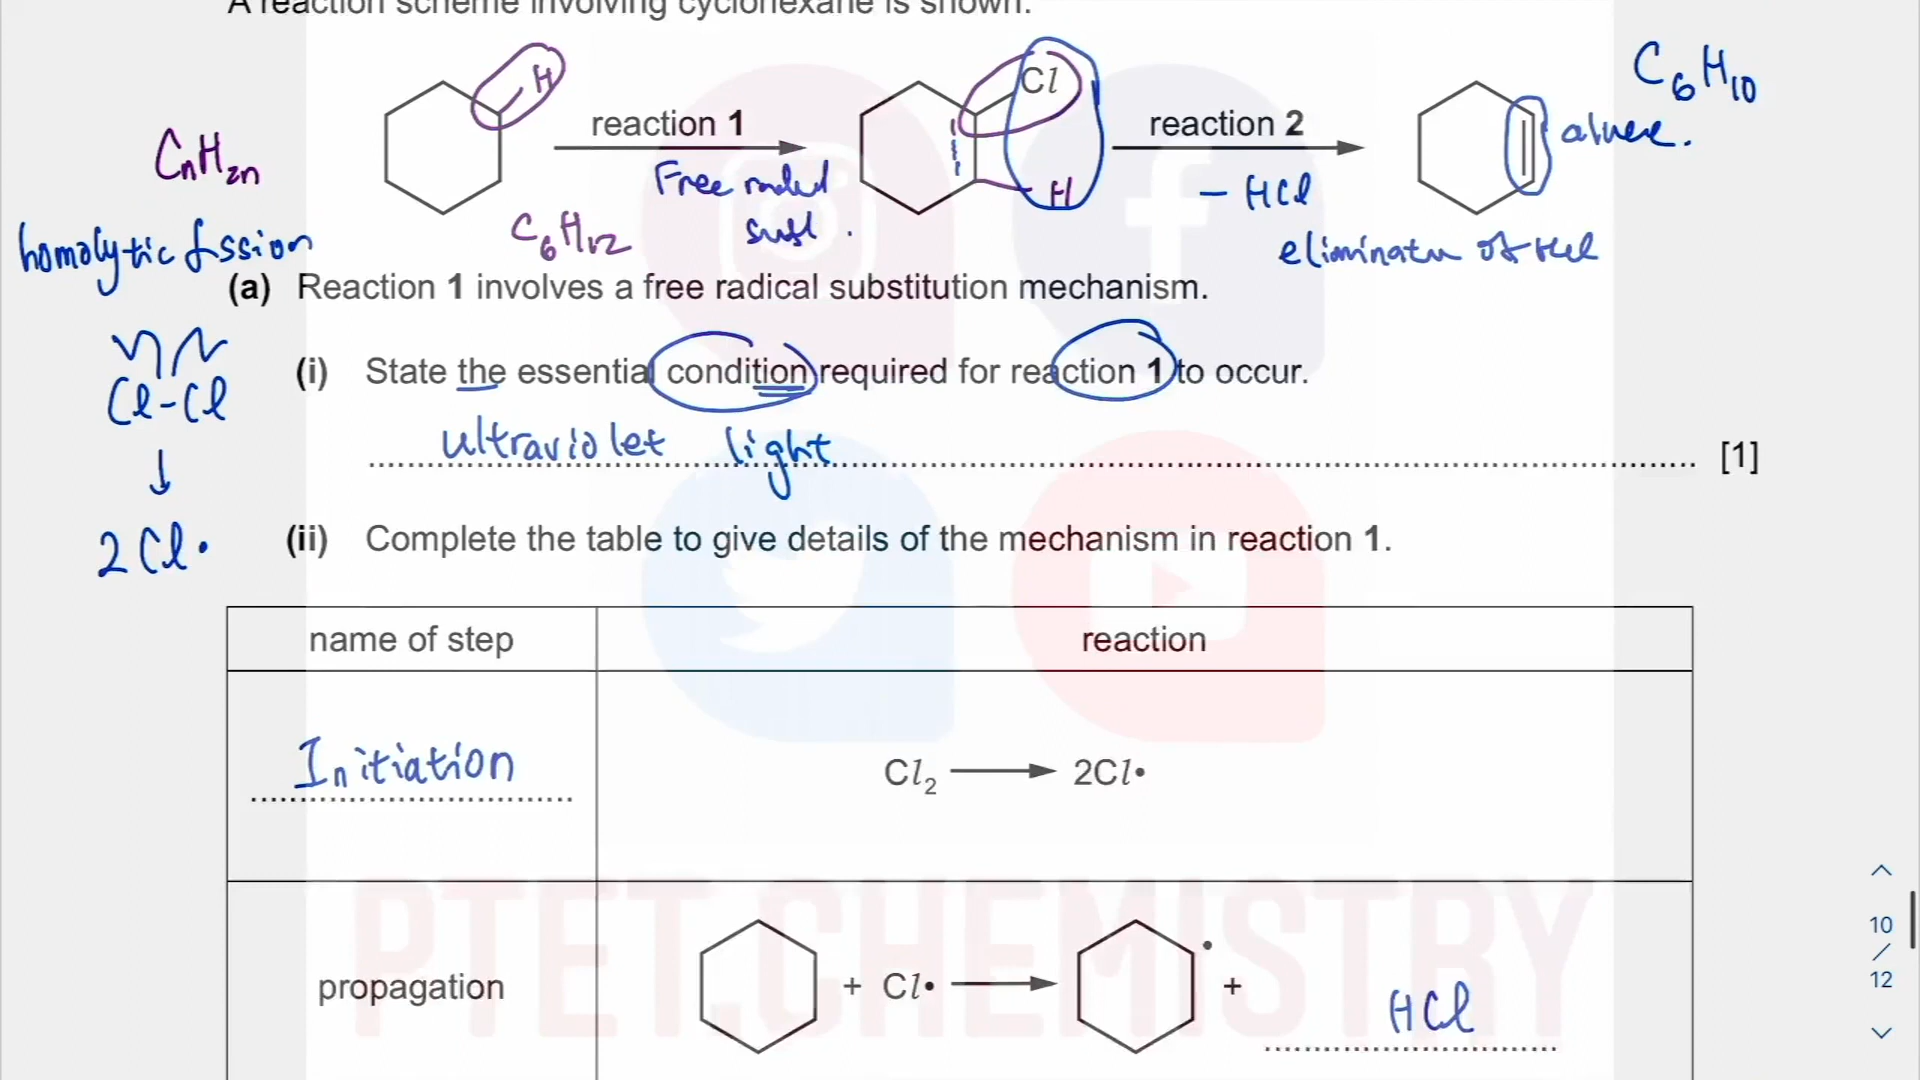 A reaction scheme involving cyclohexane is shown.
H
Cl
C₆H₁₀
reaction 1
reaction 2
CₙH₂ₙ
Free
H
– HCl
C₆H₁₂
subst.
homolytic fission
of HCl
(a) Reaction 1 involves a free radical substitution mechanism.
Cl-Cl
(i) State the essential condition required for reaction 1 to occur.
ultraviolet light [1]
↓
2Cl•
(ii) Complete the table to give details of the mechanism in reaction 1.
name of step reaction
Initiation Cl₂ ⟶ 2Cl•
propagation + Cl• ⟶ • + HCl
PTET.CHEMISTRY
10
/
12